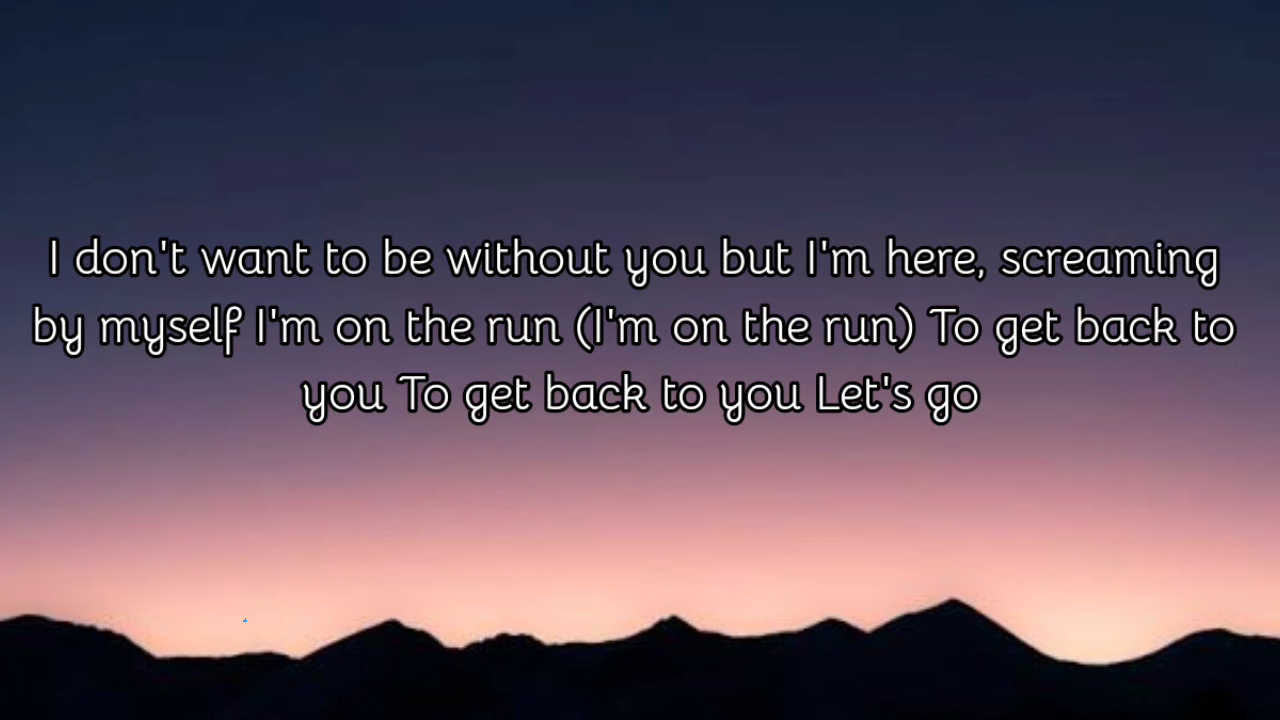 I don't want to be without you but I'm here, screaming
by myself I'm on the run (I'm on the run) To get back to
you To get back to you Let's go